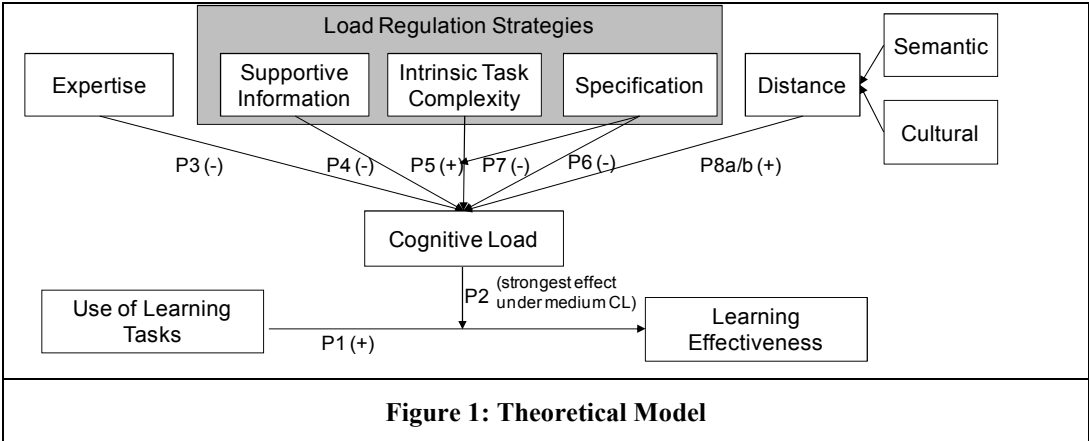 Load Regulation Strategies
Expertise
Supportive
Information
Intrinsic Task
Complexity
Specification
Distance
Semantic
Cultural
P3 (-)
P4 (-)
P5 (+)
P7 (-)
P6 (-)
P8a/b (+)
Cognitive Load
P2
(strongest effect
under medium CL)
Use of Learning
Tasks
P1 (+)
Learning
Effectiveness
Figure 1: Theoretical Model